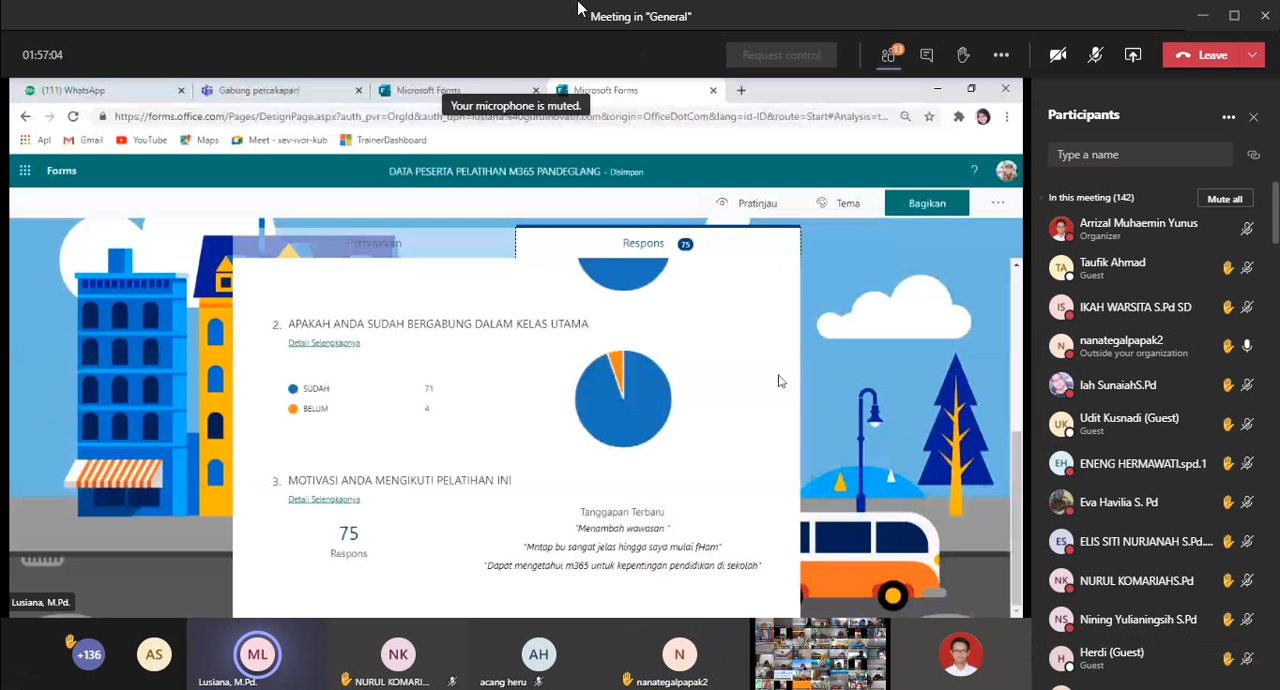 Meeting in "General"
01:57:04
Request control
13
Leave
(111) WhatsApp
Gabung percakapan
Microsoft Forms
Microsoft Forms
Your microphone is muted.
Apl
Gmail
YouTube
Maps
Meet - xev-ivor-kub
TrainerDashboard
Forms
DATA PESERTA PELATIHAN M365 PANDEGLANG - Disimpan
?
Pratinjau
Tema
Bagikan
Respons 75
2. APAKAH ANDA SUDAH BERGABUNG DALAM KELAS UTAMA
Detail Selengkapnya
SUDAH 71
BELUM 4
3. MOTIVASI ANDA MENGIKUTI PELATIHAN INI
Detail Selengkapnya
75
Respons
Tanggapan Terbaru
"Menambah wawasan "
"Mntap bu sangat jelas hingga saya mulai fHam"
"Dapat mengetahui m365 untuk kepentingan pendidikan di sekolah"
Lusiana, M.Pd.
+136
AS
ML
Lusiana, M.Pd.
NK
NURUL KOMARI...
AH
acang heru
N
nanategalpapak2
Participants
Type a name
In this meeting (142)
Mute all
Arrizal Muhaemin Yunus
Organizer
TA
Taufik Ahmad
Guest
IS
IKAH WARSITA S.Pd SD
N
nanategalpapak2
Outside your organization
Iah SunaiahS.Pd
UK
Udit Kusnadi (Guest)
Guest
EH
ENENG HERMAWATI.spd.1
Eva Havilia S. Pd
ES
ELIS SITI NURJANAH S.Pd....
NK
NURUL KOMARIAHS.Pd
NS
Nining Yulianingsih S.Pd
H
Herdi (Guest)
Guest